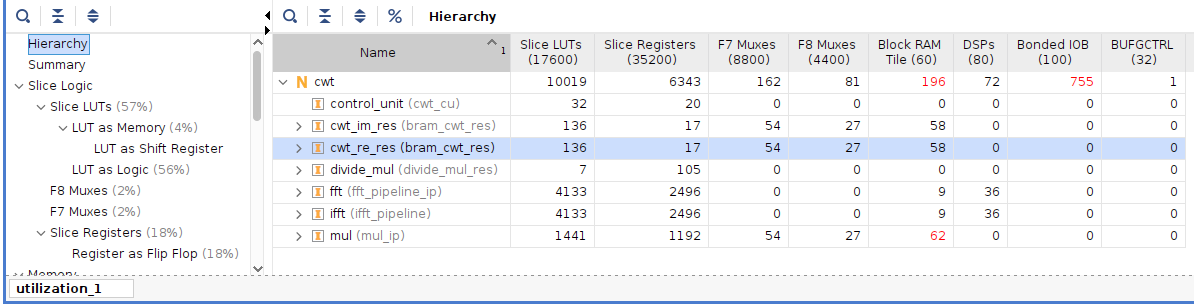 Hierarchy
Hierarchy
Summary
Slice Logic
Slice LUTs (57%)
LUT as Memory (4%)
LUT as Shift Register
LUT as Logic (56%)
F8 Muxes (2%)
F7 Muxes (2%)
Slice Registers (18%)
Register as Flip Flop (18%)
Memory
Name 1 Slice LUTs (17600) Slice Registers (35200) F7 Muxes (8800) F8 Muxes (4400) Block RAM Tile (60) DSPs (80) Bonded IOB (100) BUFGCTRL (32)
N cwt 10019 6343 162 81 196 72 755 1
control_unit (cwt_cu) 32 20 0 0 0 0 0 0
cwt_im_res (bram_cwt_res) 136 17 54 27 58 0 0 0
cwt_re_res (bram_cwt_res) 136 17 54 27 58 0 0 0
divide_mul (divide_mul_res) 7 105 0 0 0 0 0 0
fft (fft_pipeline_ip) 4133 2496 0 0 9 36 0 0
ifft (ifft_pipeline) 4133 2496 0 0 9 36 0 0
mul (mul_ip) 1441 1192 54 27 62 0 0 0
utilization_1